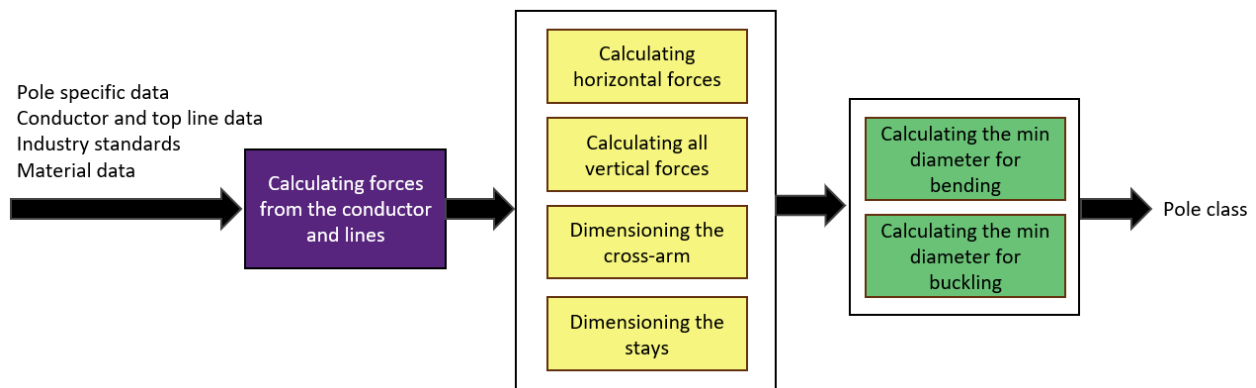 Pole specific data
Conductor and top line data
Industry standards
Material data
Calculating forces
from the conductor
and lines
Calculating
horizontal forces
Calculating all
vertical forces
Dimensioning the
cross-arm
Dimensioning the
stays
Calculating the min
diameter for
bending
Calculating the min
diameter for
buckling
Pole class